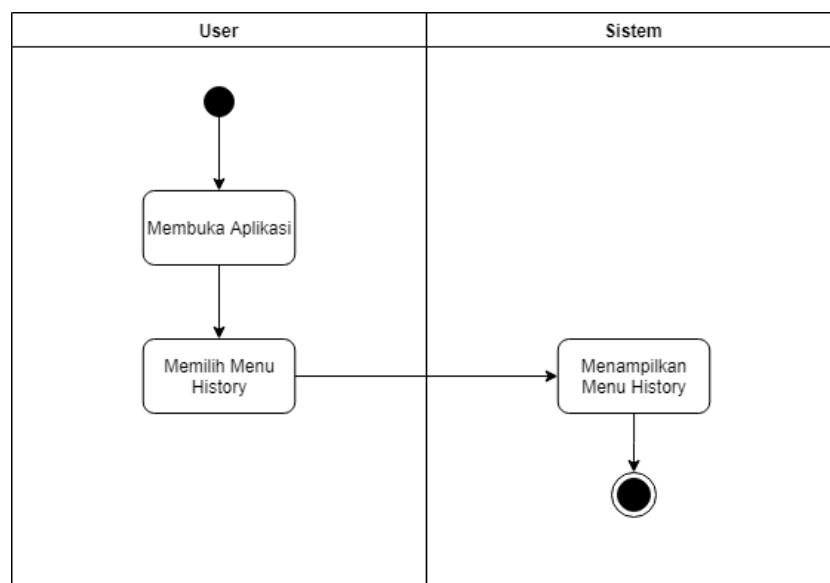 User
Sistem
Membuka Aplikasi
Memilih Menu
History
Menampilkan
Menu History